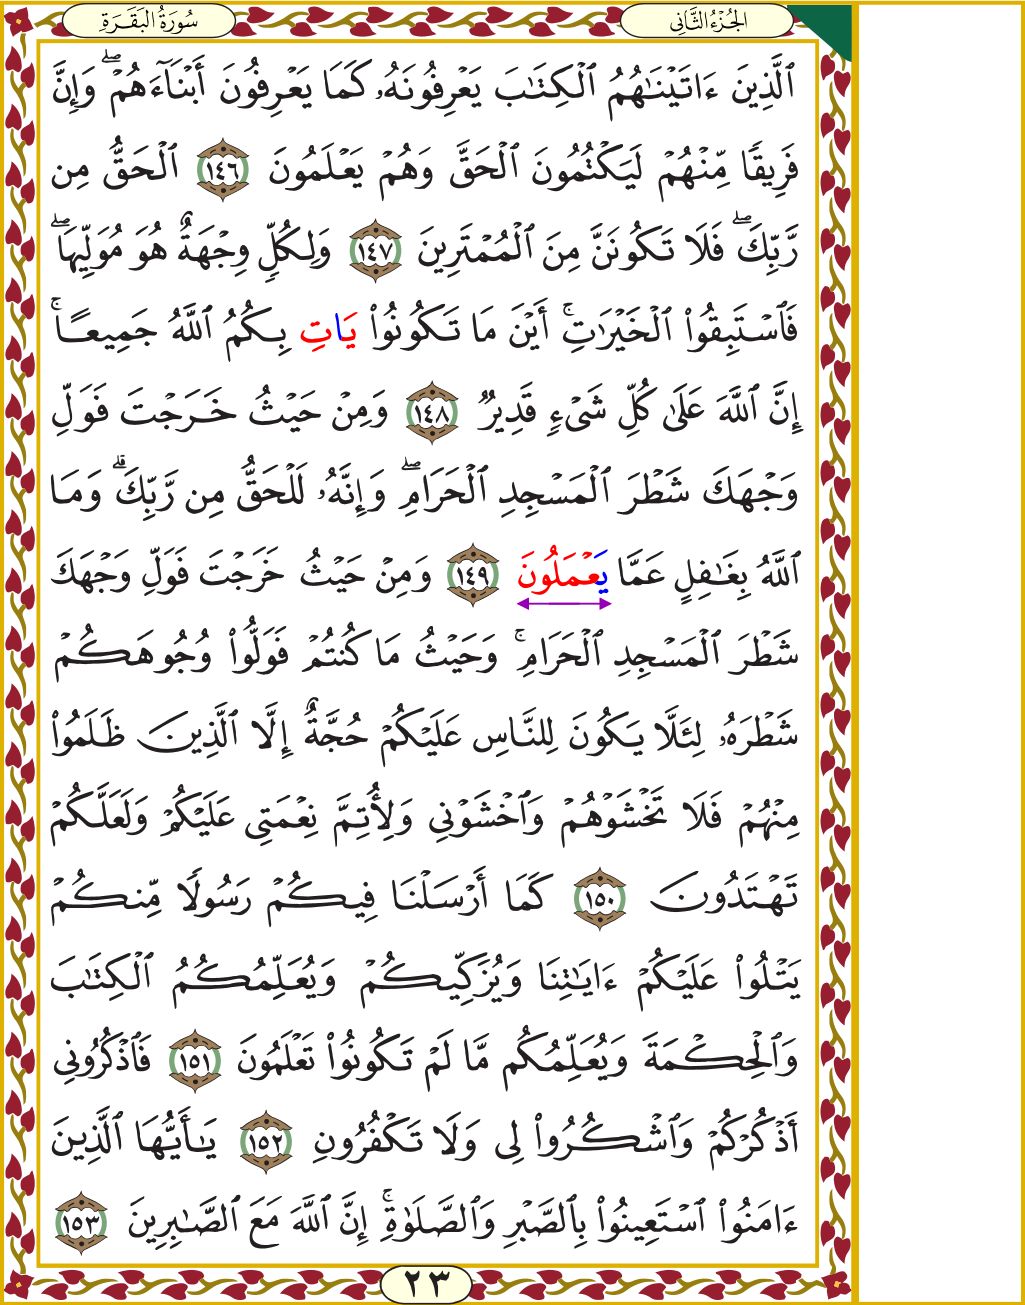 الجُزْءُ الثَّانِي
سُورَةُ البَقَرَةِ
ٱلَّذِينَ ءَاتَيْنَٰهُمُ ٱلْكِتَٰبَ يَعْرِفُونَهُۥ كَمَا يَعْرِفُونَ أَبْنَآءَهُمْۖ وَإِنَّ
فَرِيقًا مِّنْهُمْ لَيَكْتُمُونَ ٱلْحَقَّ وَهُمْ يَعْلَمُونَ ١٤٦ ٱلْحَقُّ مِن
رَّبِّكَۖ فَلَا تَكُونَنَّ مِنَ ٱلْمُمْتَرِينَ ١٤٧ وَلِكُلٍّ وِجْهَةٌ هُوَ مُوَلِّيهَاۖ
فَٱسْتَبِقُوا۟ ٱلْخَيْرَٰتِۚ أَيْنَ مَا تَكُونُوا۟ يَاتِ بِكُمُ ٱللَّهُ جَمِيعًاۚ
إِنَّ ٱللَّهَ عَلَىٰ كُلِّ شَىْءٍ قَدِيرٌ ١٤٨ وَمِنْ حَيْثُ خَرَجْتَ فَوَلِّ
وَجْهَكَ شَطْرَ ٱلْمَسْجِدِ ٱلْحَرَامِۖ وَإِنَّهُۥ لَلْحَقُّ مِن رَّبِّكَۗ وَمَا
ٱللَّهُ بِغَٰفِلٍ عَمَّا يَعْمَلُونَ ١٤٩ وَمِنْ حَيْثُ خَرَجْتَ فَوَلِّ وَجْهَكَ
شَطْرَ ٱلْمَسْجِدِ ٱلْحَرَامِۚ وَحَيْثُ مَا كُنتُمْ فَوَلُّوا۟ وُجُوهَكُمْ
شَطْرَهُۥ لِئَلَّا يَكُونَ لِلنَّاسِ عَلَيْكُمْ حُجَّةٌ إِلَّا ٱلَّذِينَ ظَلَمُوا۟
مِنْهُمْ فَلَا تَخْشَوْهُمْ وَٱخْشَوْنِى وَلِأُتِمَّ نِعْمَتِى عَلَيْكُمْ وَلَعَلَّكُمْ
تَهْتَدُونَ ١٥٠ كَمَا أَرْسَلْنَا فِيكُمْ رَسُولًا مِّنكُمْ
يَتْلُوا۟ عَلَيْكُمْ ءَايَٰتِنَا وَيُزَكِّيكُمْ وَيُعَلِّمُكُمُ ٱلْكِتَٰبَ
وَٱلْحِكْمَةَ وَيُعَلِّمُكُم مَّا لَمْ تَكُونُوا۟ تَعْلَمُونَ ١٥١ فَٱذْكُرُونِى
أَذْكُرْكُمْ وَٱشْكُرُوا۟ لِى وَلَا تَكْفُرُونِ ١٥٢ يَٰأَيُّهَا ٱلَّذِينَ
ءَامَنُوا۟ ٱسْتَعِينُوا۟ بِٱلصَّبْرِ وَٱلصَّلَوٰةِۚ إِنَّ ٱللَّهَ مَعَ ٱلصَّٰبِرِينَ ١٥٣
٢٣